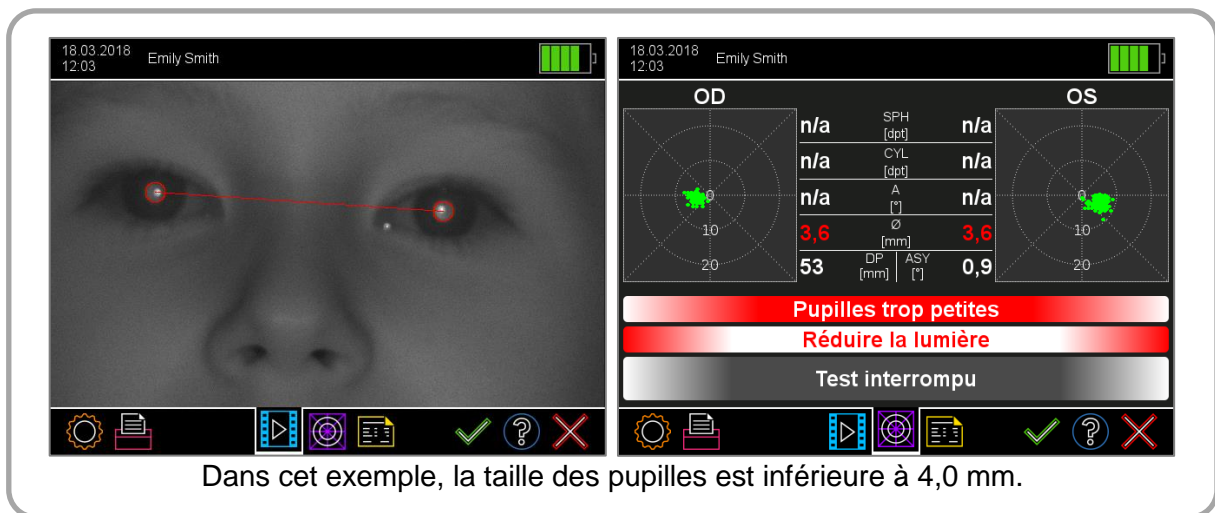 18.03.2018
12:03
Emily Smith
18.03.2018
12:03
Emily Smith
OD
OS
n/a SPH [dpt] n/a
n/a CYL [dpt] n/a
n/a A [°] n/a
3,6 Ø [mm] 3,6
53 DP [mm] ASY [°] 0,9
0
10
20
0
10
20
Pupilles trop petites
Réduire la lumière
Test interrompu
Dans cet exemple, la taille des pupilles est inférieure à 4,0 mm.